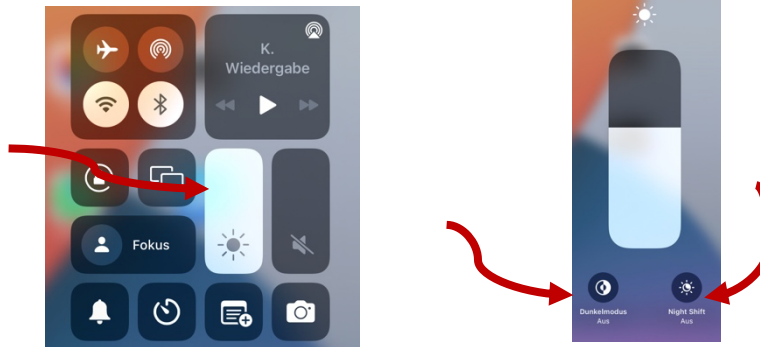 K.
Wiedergabe
Fokus
Dunkelmodus
Aus
Night Shift
Aus